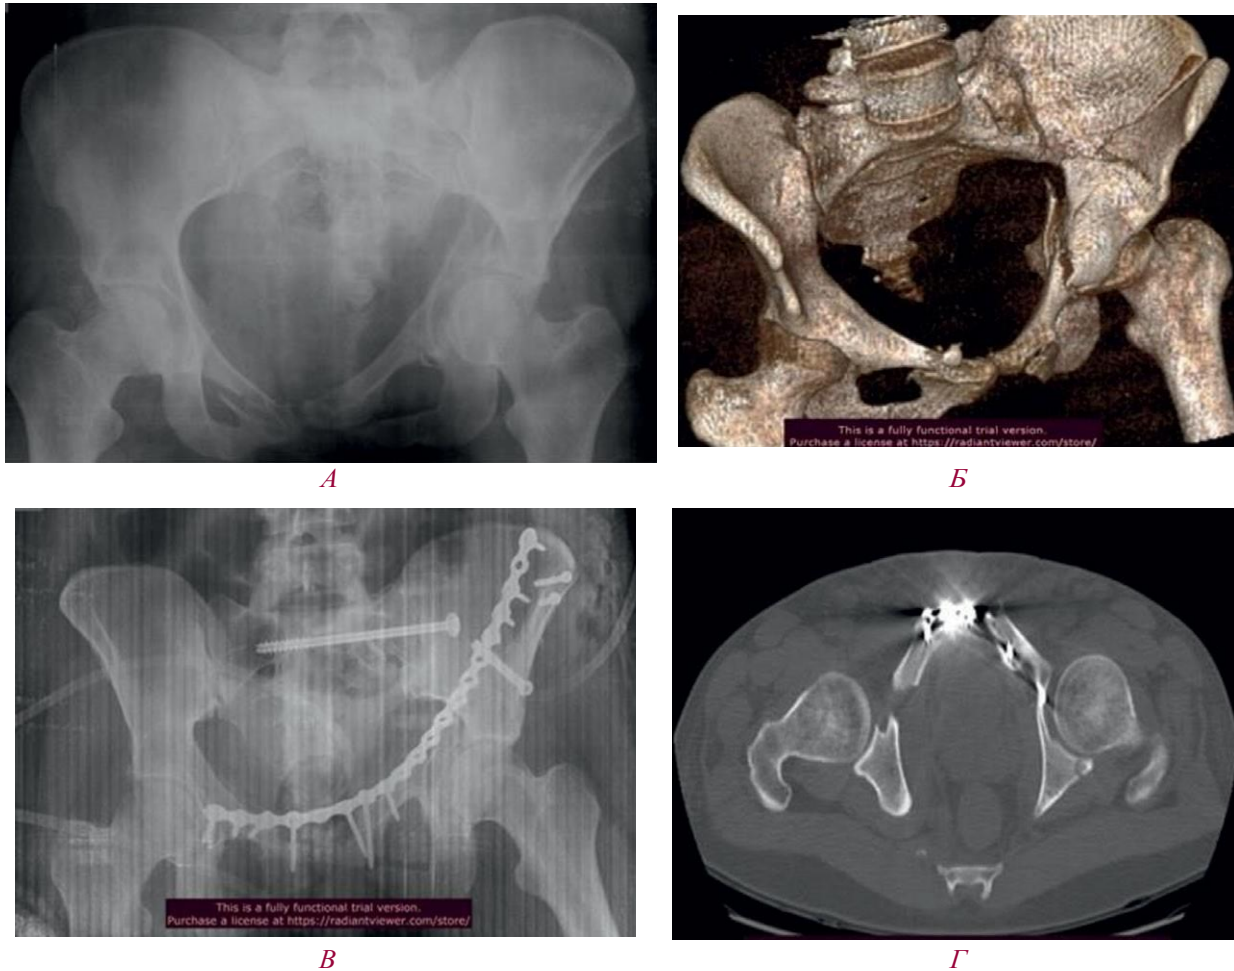 This is a fully functional trial version.
Purchase a license at https://radiantviewer.com/store/
А
Б
This is a fully functional trial version.
Purchase a license at https://radiantviewer.com/store/
В
Г